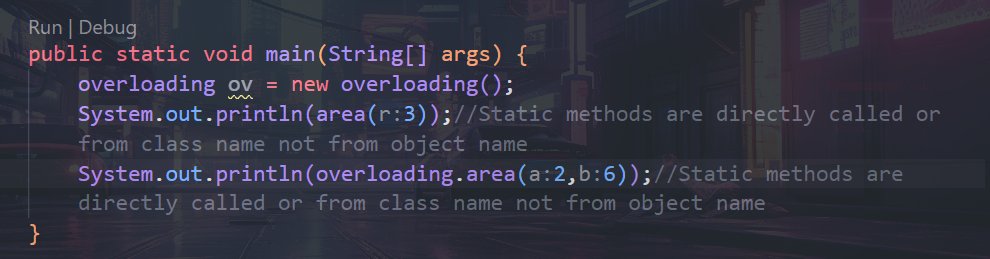 Run | Debug
public static void main(String[] args) {
overloading ov = new overloading();
System.out.println(area(r:3));//Static methods are directly called or
from class name not from object name
System.out.println(overloading.area(a:2,b:6));//Static methods are
directly called or from class name not from object name
}